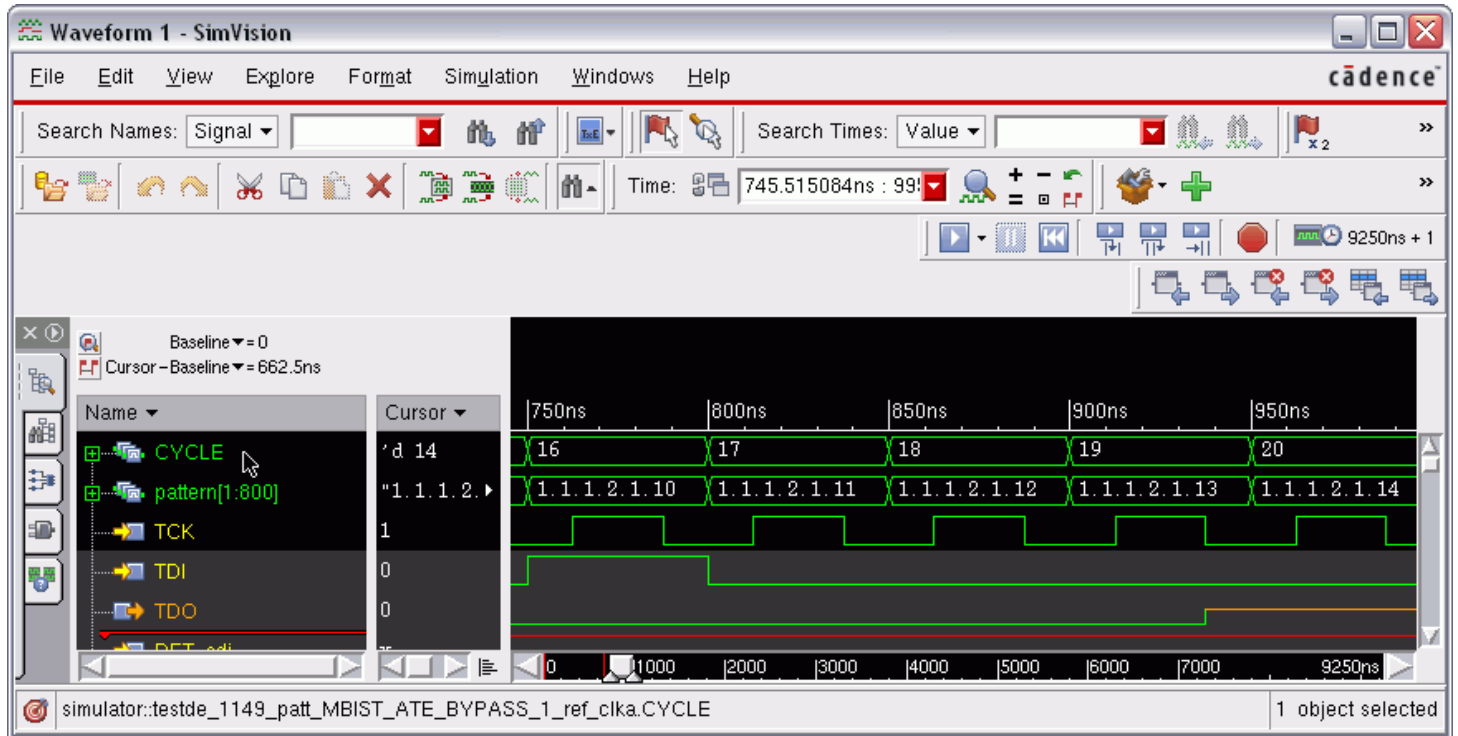 Waveform 1 - SimVision
File Edit View Explore Format Simulation Windows Help cādence
Search Names: Signal TxE Search Times: Value x 2 »
Time: 745.515084ns : 99 »
9250ns + 1
Baseline = 0
Cursor-Baseline = 662.5ns
Name Cursor 750ns 800ns 850ns 900ns 950ns
CYCLE 'd 14 16 17 18 19 20
pattern[1:800] "1.1.1.2. 1.1.1.2.1.10 1.1.1.2.1.11 1.1.1.2.1.12 1.1.1.2.1.13 1.1.1.2.1.14
TCK 1
TDI 0
TDO 0
0 1000 2000 3000 4000 5000 6000 7000 9250ns
simulator::testde_1149_patt_MBIST_ATE_BYPASS_1_ref_clka.CYCLE 1 object selected